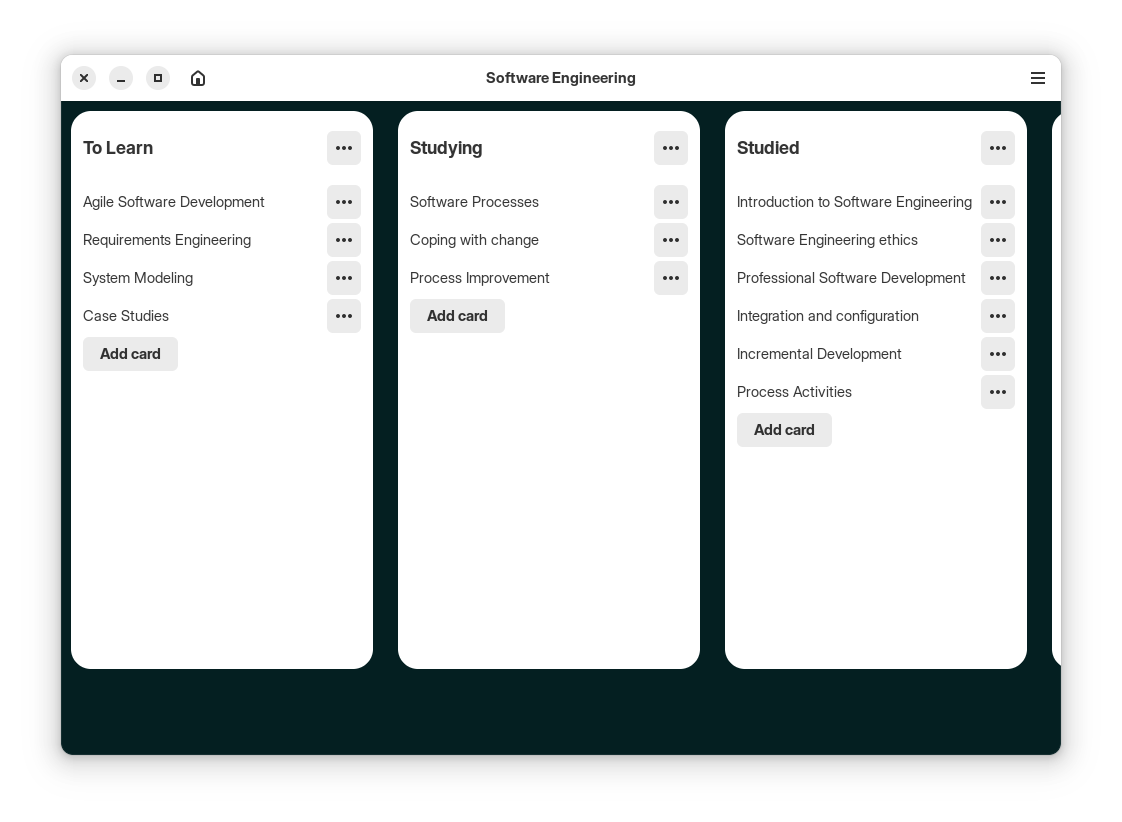 Software Engineering
To Learn
Agile Software Development
Requirements Engineering
System Modeling
Case Studies
Add card
Studying
Software Processes
Coping with change
Process Improvement
Add card
Studied
Introduction to Software Engineering
Software Engineering ethics
Professional Software Development
Integration and configuration
Incremental Development
Process Activities
Add card